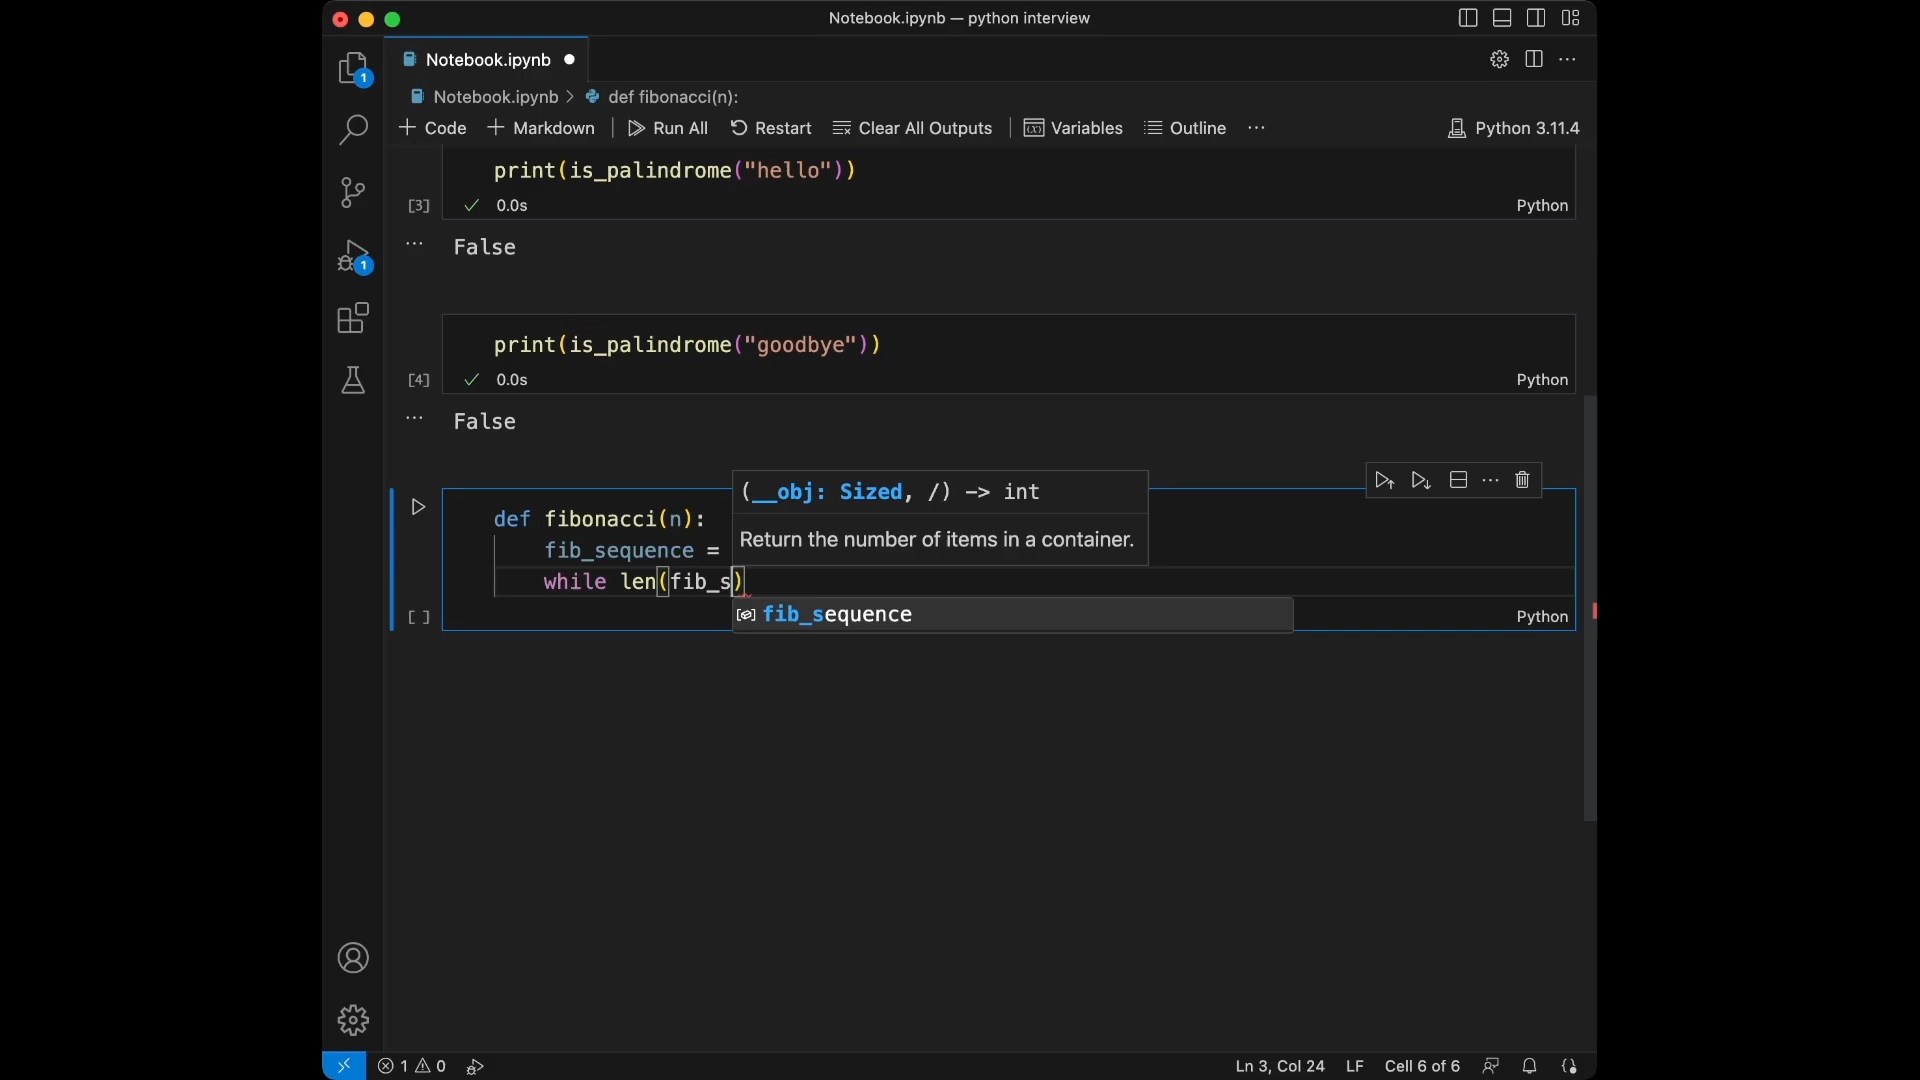 Notebook.ipynb — python interview
Notebook.ipynb
Notebook.ipynb > def fibonacci(n):
+ Code + Markdown Run All Restart Clear All Outputs Variables Outline ... Python 3.11.4
print(is_palindrome("hello"))
[3] ✓ 0.0s Python
... False
print(is_palindrome("goodbye"))
[4] ✓ 0.0s Python
... False
(__obj: Sized, /) -> int
Return the number of items in a container.
def fibonacci(n):
fib_sequence =
while len(fib_s)
fib_sequence
[ ] Python
1
1
1 0 Ln 3, Col 24 LF Cell 6 of 6